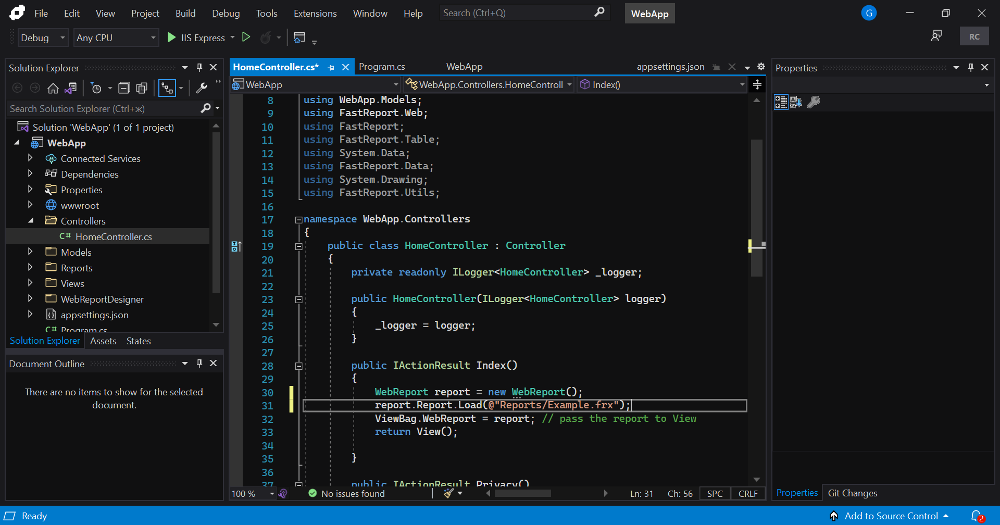 File Edit View Project Build Debug Tools Extensions Window Help Search (Ctrl+Q) WebApp G
Debug Any CPU IIS Express RC
Solution Explorer
Search Solution Explorer (Ctrl+ж)
Solution 'WebApp' (1 of 1 project)
WebApp
Connected Services
Dependencies
Properties
wwwroot
Controllers
C# HomeController.cs
Models
Reports
Views
WebReportDesigner
appsettings.json
C# Program.cs
Solution Explorer Assets States
Document Outline
There are no items to show for the selected
document.
HomeController.cs* Program.cs WebApp appsettings.json
WebApp WebApp.Controllers.HomeControll Index()
8 using WebApp.Models;
9 using FastReport.Web;
10 using FastReport;
11 using FastReport.Table;
12 using System.Data;
13 using FastReport.Data;
14 using System.Drawing;
15 using FastReport.Utils;
16
17 namespace WebApp.Controllers
18 {
19 public class HomeController : Controller
20 {
21 private readonly ILogger<HomeController> _logger;
22
23 public HomeController(ILogger<HomeController> logger)
24 {
25 _logger = logger;
26 }
27
28 public IActionResult Index()
29 {
30 WebReport report = new WebReport();
31 report.Report.Load(@"Reports/Example.frx");
32 ViewBag.WebReport = report; // pass the report to View
33 return View();
34
35 }
36
37 public IActionResult Privacy()
100 % No issues found Ln: 31 Ch: 56 SPC CRLF
Properties
Properties Git Changes
Ready Add to Source Control 2